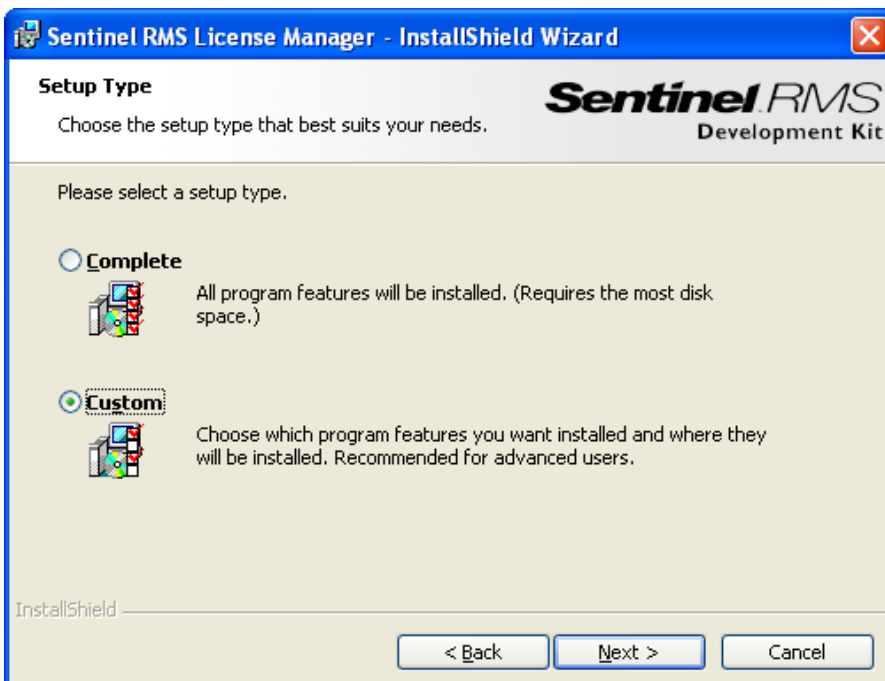 Sentinel RMS License Manager - InstallShield Wizard
Setup Type
Choose the setup type that best suits your needs.
Sentinel RMS
Development Kit
Please select a setup type.
Complete
All program features will be installed. (Requires the most disk
space.)
Custom
Choose which program features you want installed and where they
will be installed. Recommended for advanced users.
InstallShield
< Back
Next >
Cancel